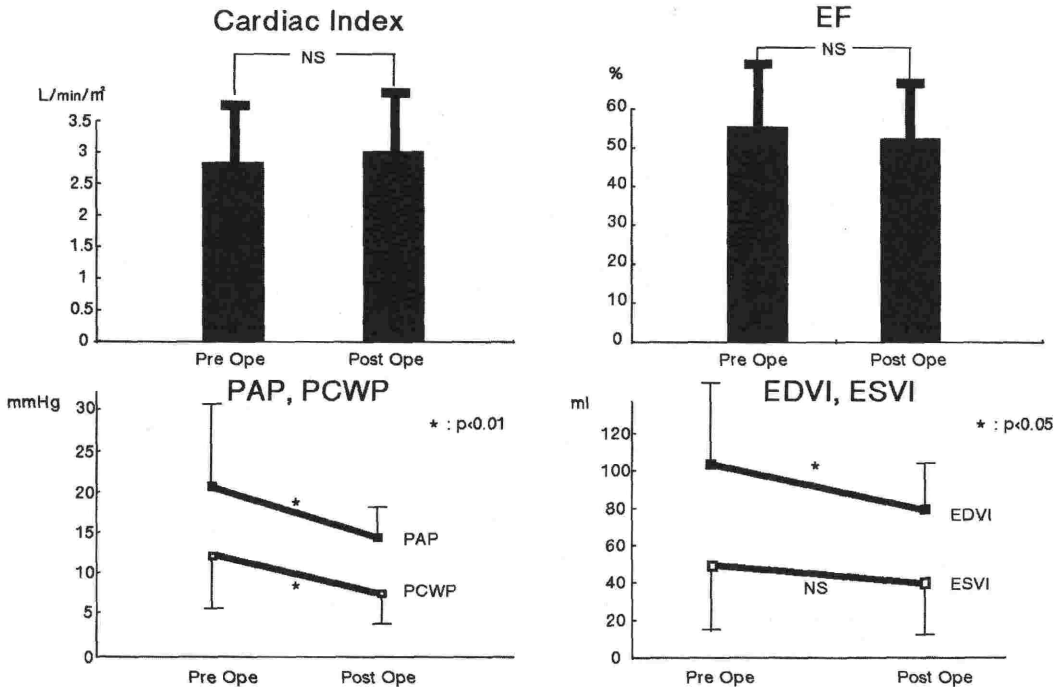 Cardiac Index
NS
L/min/㎡
3.5
3
2.5
2
1.5
1
0.5
0
Pre Ope Post Ope
EF
NS
%
60
50
40
30
20
10
0
Pre Ope Post Ope
PAP, PCWP
mmHg
* : p<0.01
30
25
20
15
10
5
0
*
PAP
*
PCWP
Pre Ope Post Ope
EDVI, ESVI
ml
* : p<0.05
120
100
80
60
40
20
0
*
EDVI
NS
ESVI
Pre Ope Post Ope